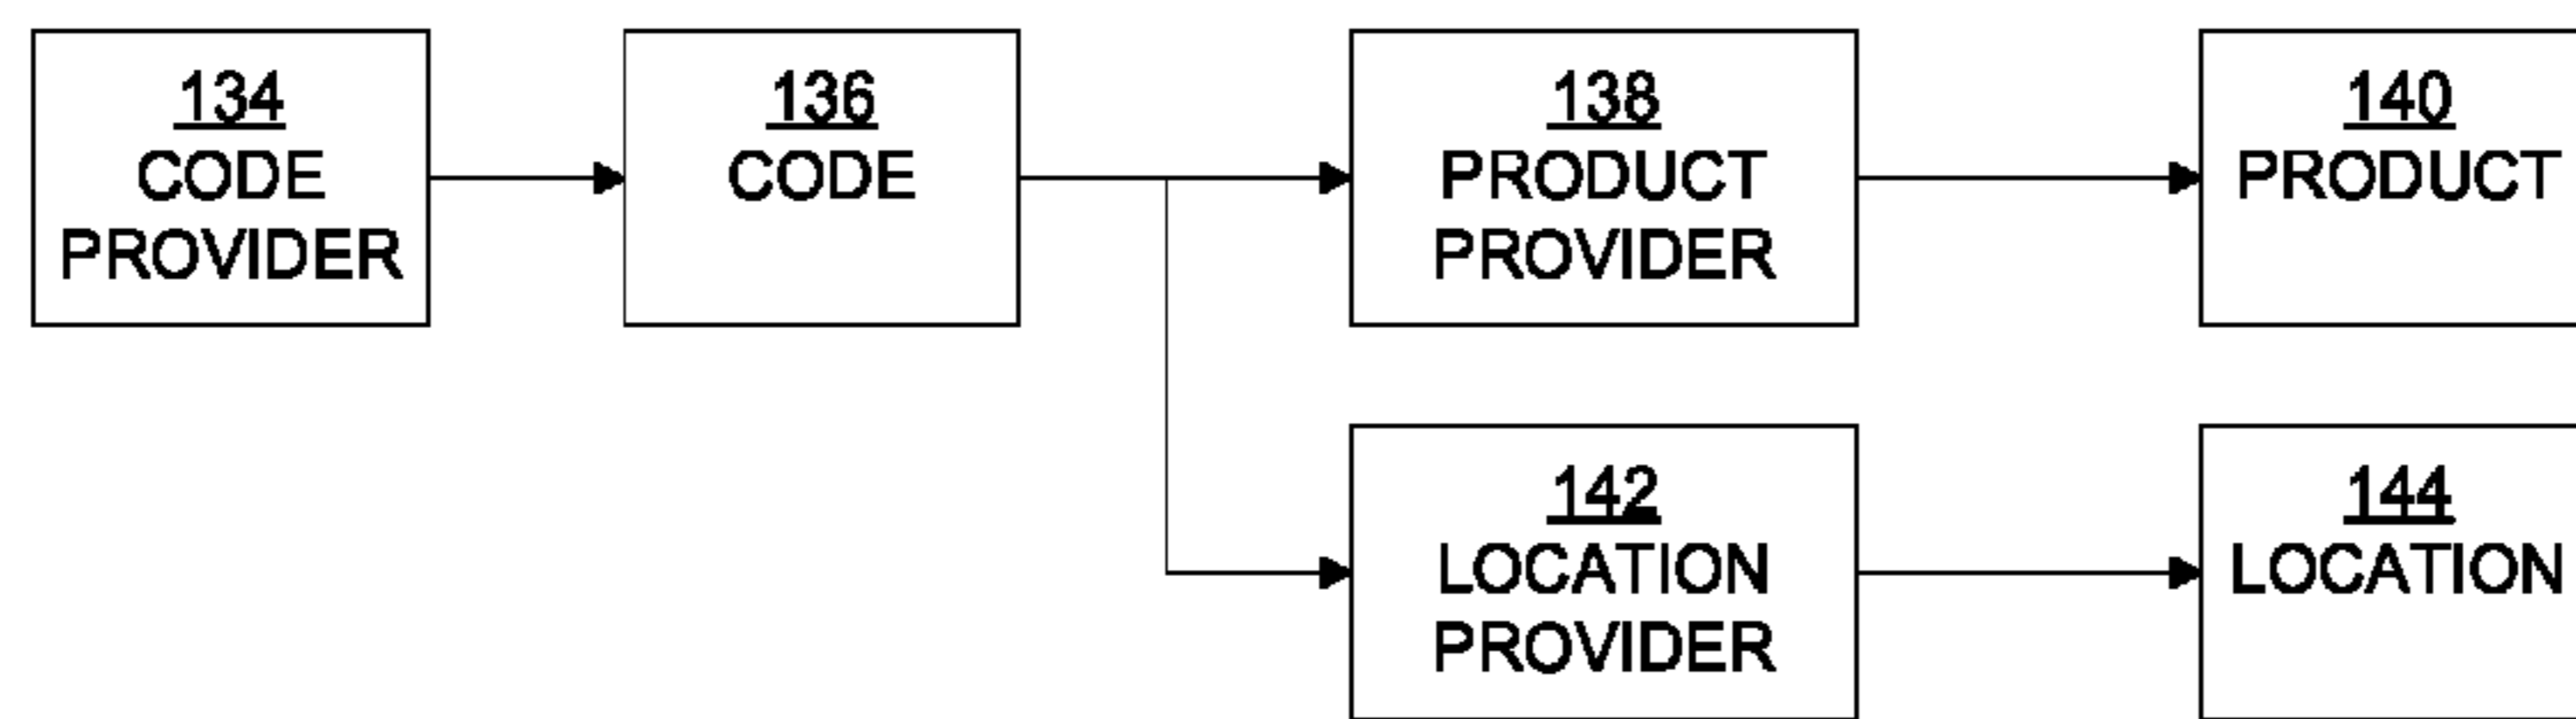 134
CODE
PROVIDER
136
CODE
138
PRODUCT
PROVIDER
140
PRODUCT
142
LOCATION
PROVIDER
144
LOCATION